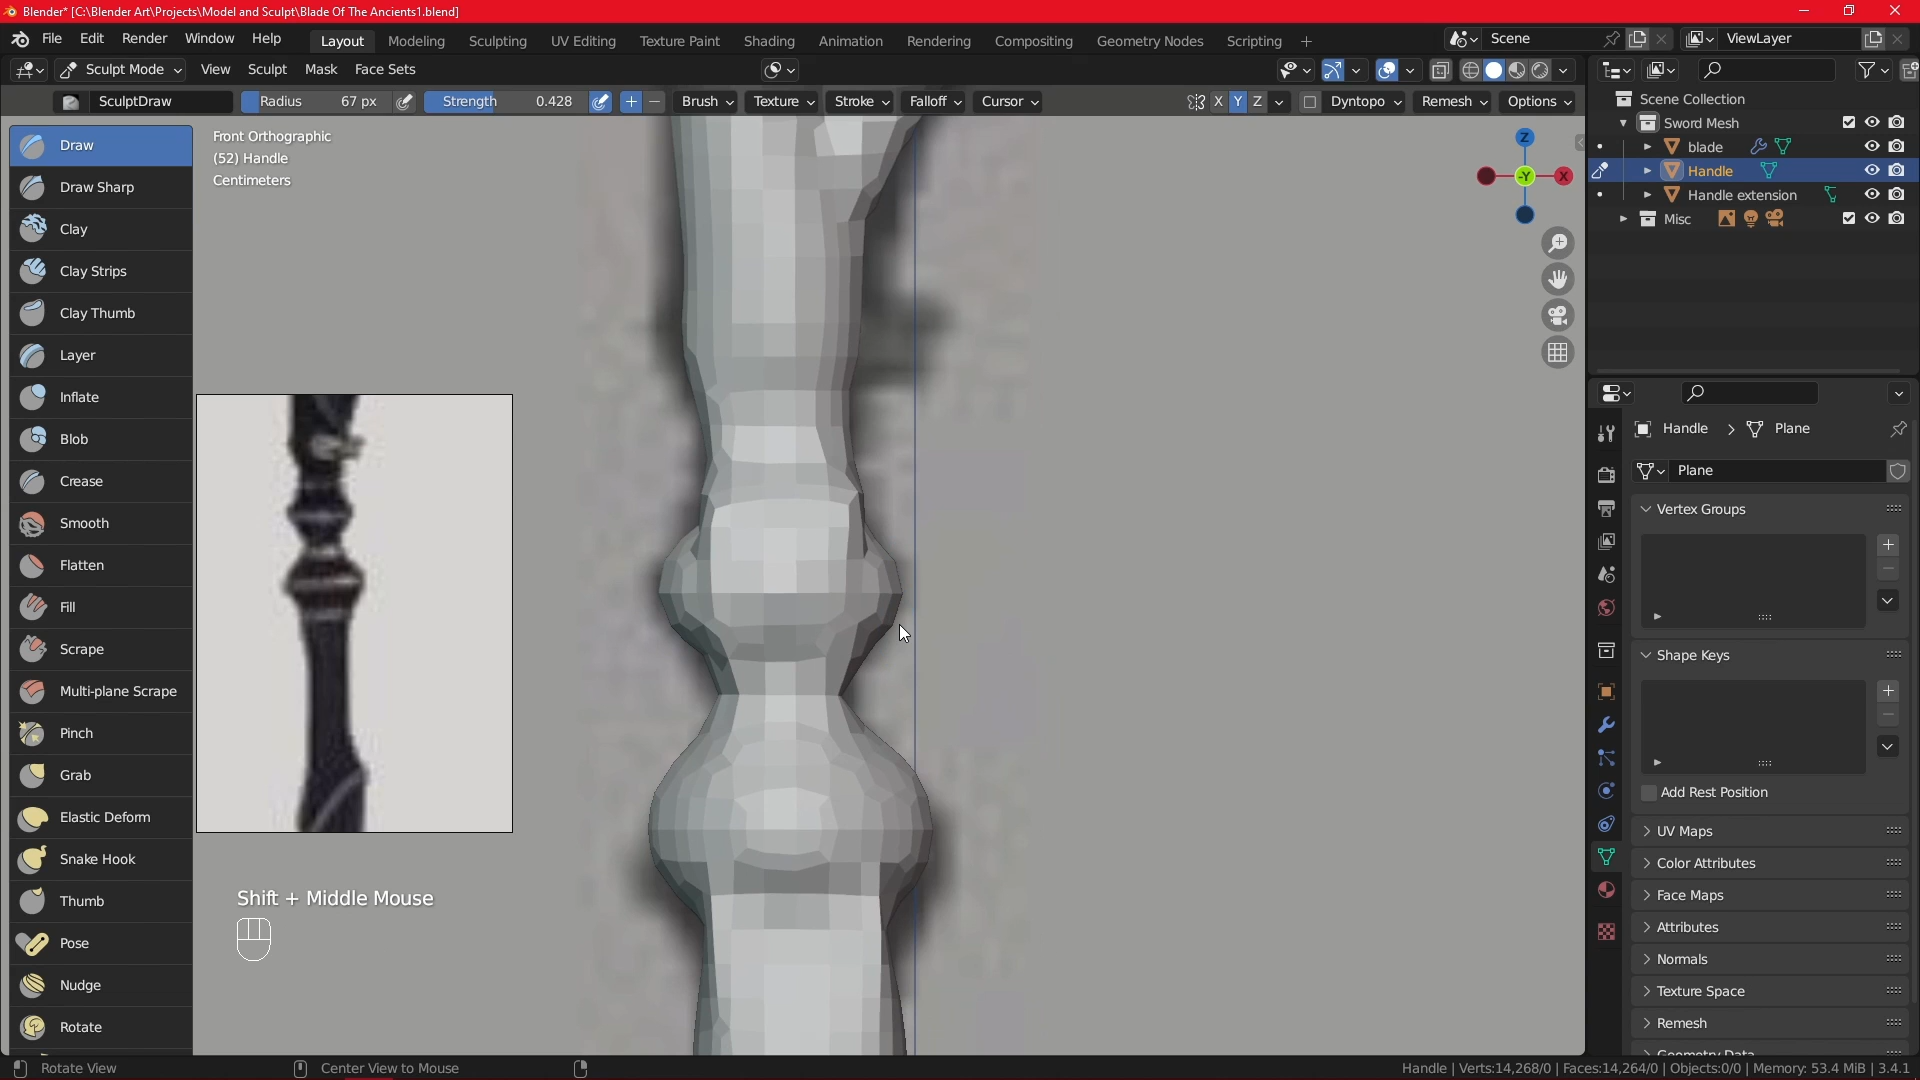 Blender* [C:\Blender Art\Projects\Model and Sculpt\Blade Of The Ancients1.blend]
File Edit Render Window Help Layout Modeling Sculpting UV Editing Texture Paint Shading Animation Rendering Compositing Geometry Nodes Scripting + Scene ViewLayer
Sculpt Mode View Sculpt Mask Face Sets
SculptDraw Radius 67 px Strength 0.428 Brush Texture Stroke Falloff Cursor X Y Z Dyntopo Remesh Options
Draw
Draw Sharp
Clay
Clay Strips
Clay Thumb
Layer
Inflate
Blob
Crease
Smooth
Flatten
Fill
Scrape
Multi-plane Scrape
Pinch
Grab
Elastic Deform
Snake Hook
Thumb
Pose
Nudge
Rotate
Front Orthographic
(52) Handle
Centimeters
Z
-Y
X
Shift + Middle Mouse
Scene Collection
Sword Mesh
blade
Handle
Handle extension
Misc
Handle > Plane
Plane
Vertex Groups
Shape Keys
Add Rest Position
UV Maps
Color Attributes
Face Maps
Attributes
Normals
Texture Space
Remesh
Geometry Data
Rotate View Center View to Mouse Handle | Verts:14,268/0 | Faces:14,264/0 | Objects:0/0 | Memory: 53.4 MiB | 3.4.1